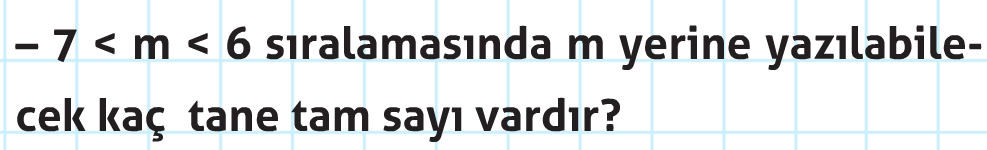 – 7 < m < 6 sıralamasında m yerine yazılabile-
cek kaç tane tam sayı vardır?